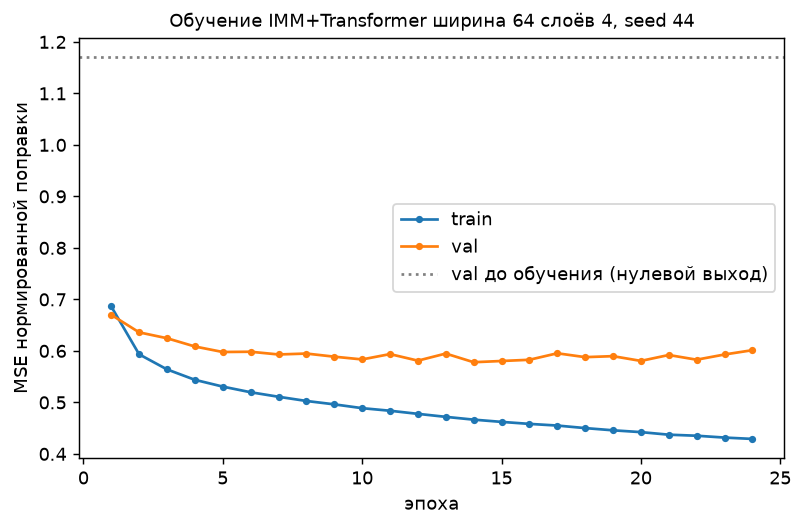 Обучение IMM+Transformer ширина 64 слоёв 4, seed 44
MSE нормированной поправки
1.2
1.1
1.0
0.9
0.8
0.7
0.6
0.5
0.4
train
val
val до обучения (нулевой выход)
0
5
10
15
20
25
эпоха